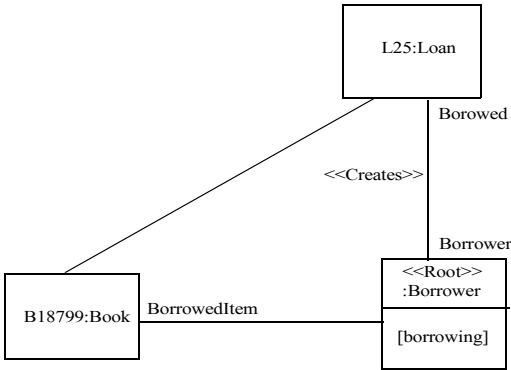 L25:Loan
Borowed
<<Creates>>
Borrower
<<Root>>
:Borrower
B18799:Book
BorrowedItem
[borrowing]